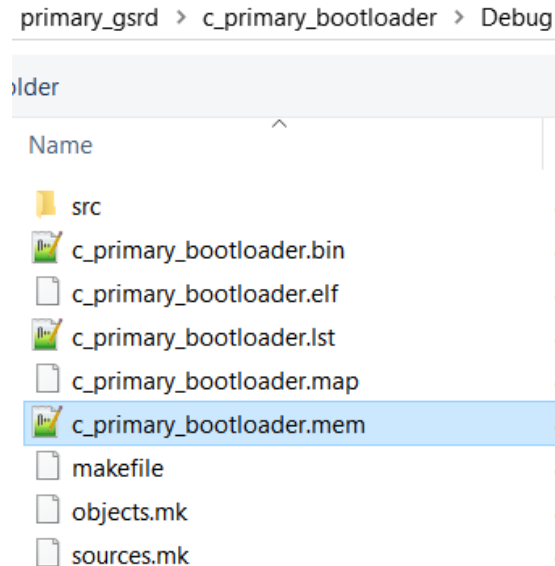 primary_gsrd > c_primary_bootloader > Debug
older
Name
src
c_primary_bootloader.bin
c_primary_bootloader.elf
c_primary_bootloader.lst
c_primary_bootloader.map
c_primary_bootloader.mem
makefile
objects.mk
sources.mk